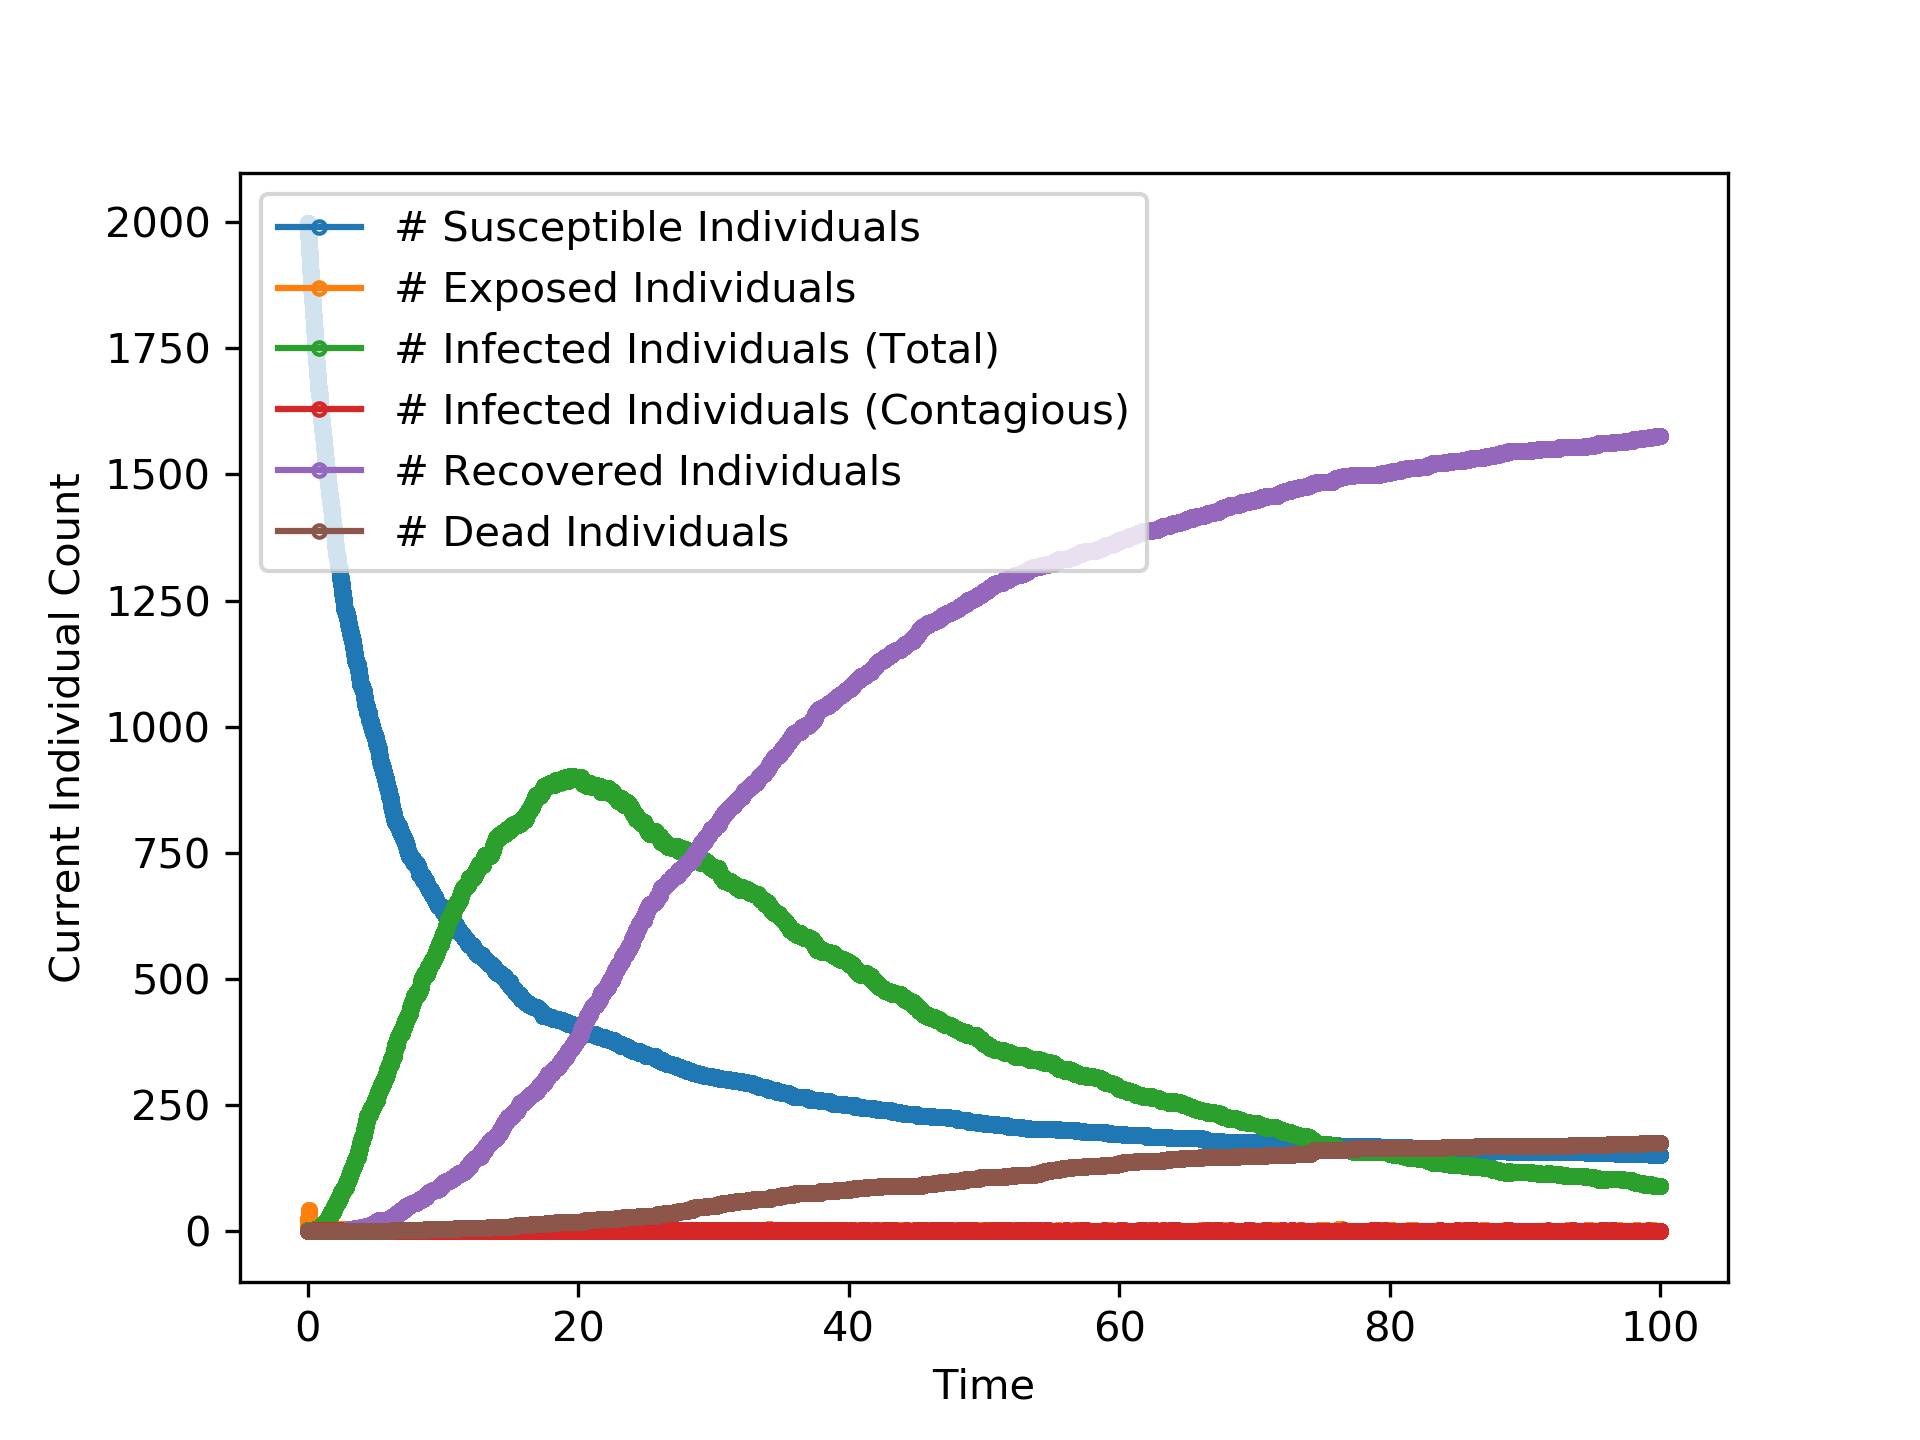 2000
1750
1500
1250
1000
750
500
250
0
Current Individual Count
# Susceptible Individuals
# Exposed Individuals
# Infected Individuals (Total)
# Infected Individuals (Contagious)
# Recovered Individuals
# Dead Individuals
0 20 40 60 80 100
Time